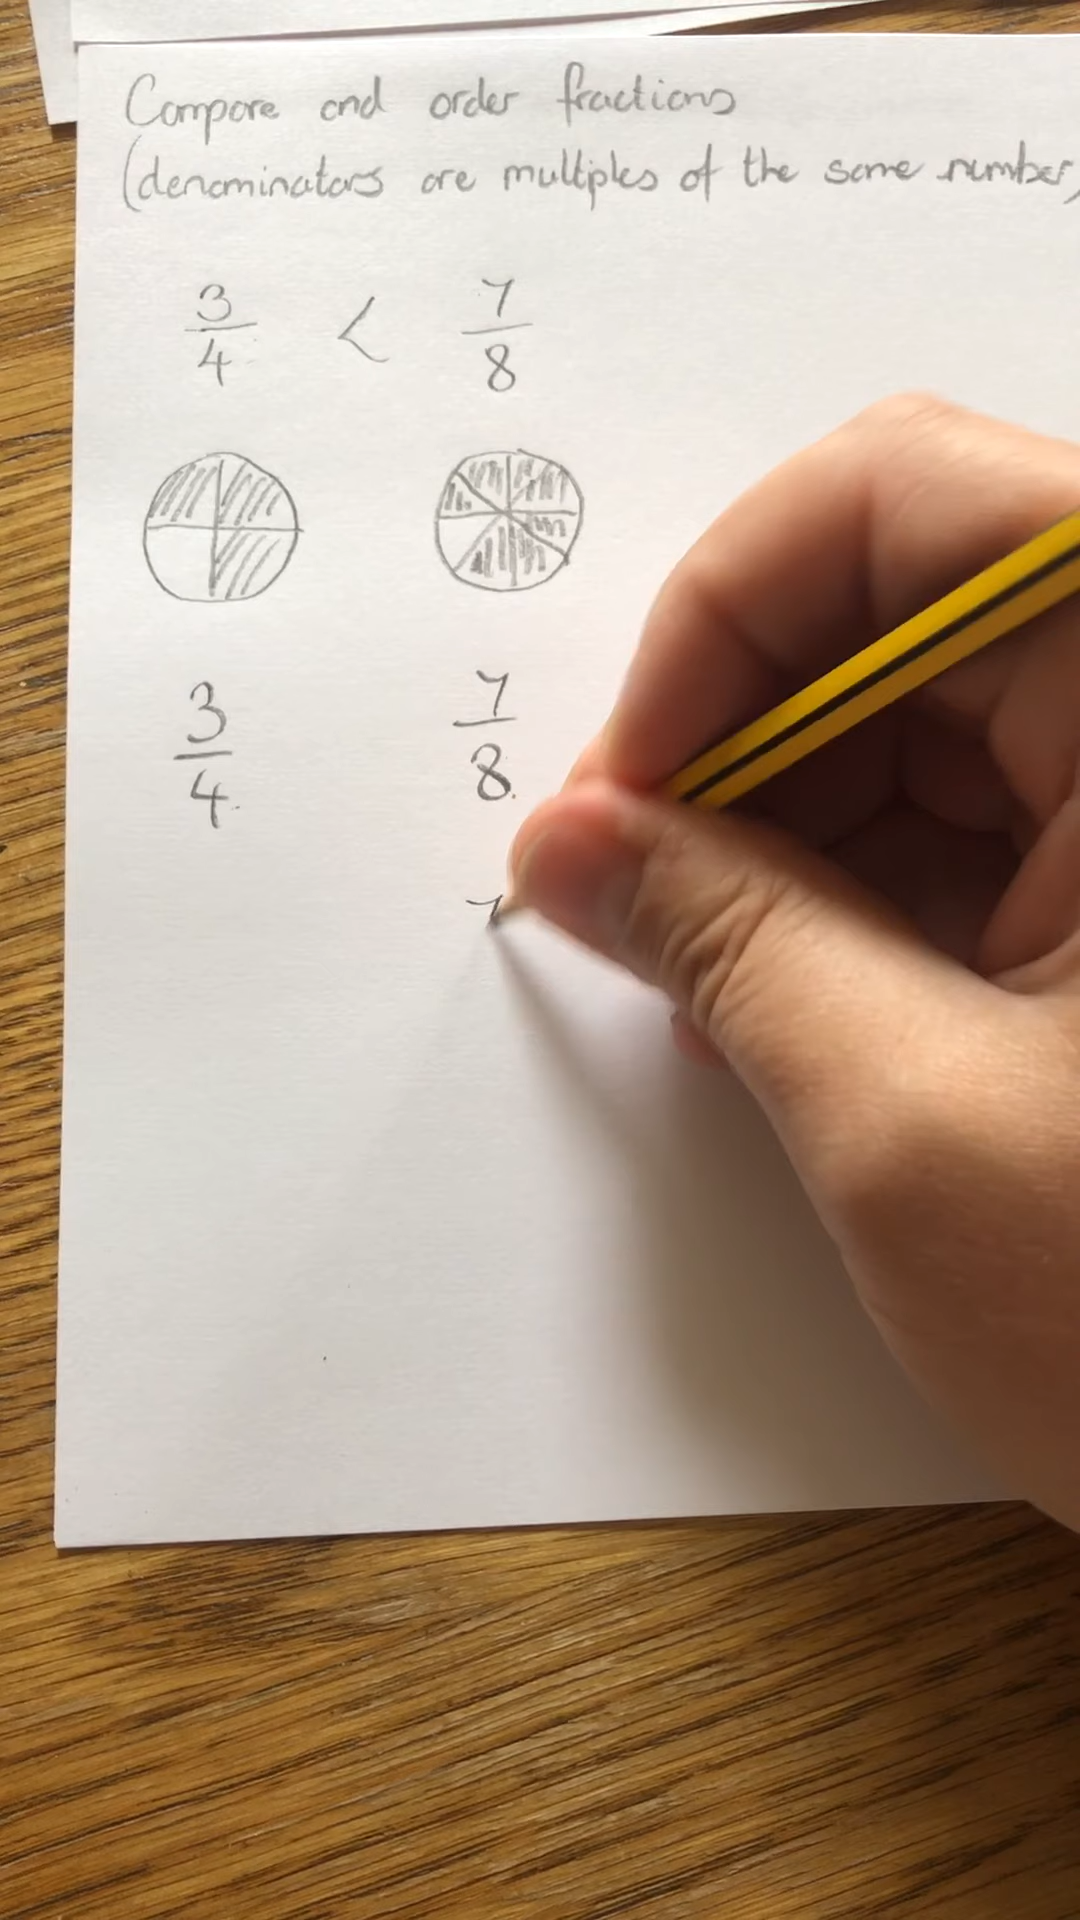 Compare and order fractions
(denominators are multiples of the same number)
3/4 < 7/8
3/4 7/8
7